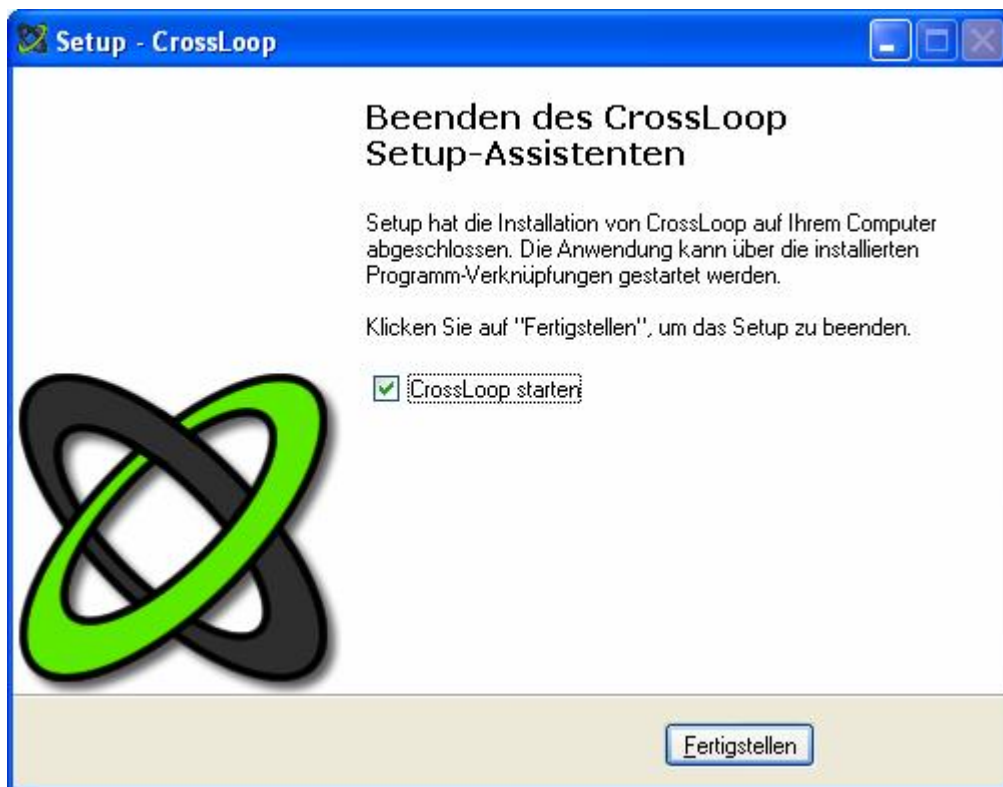 Setup - CrossLoop
Beenden des CrossLoop
Setup-Assistenten
Setup hat die Installation von CrossLoop auf Ihrem Computer
abgeschlossen. Die Anwendung kann über die installierten
Programm-Verknüpfungen gestartet werden.
Klicken Sie auf "Fertigstellen", um das Setup zu beenden.
CrossLoop starten
Fertigstellen